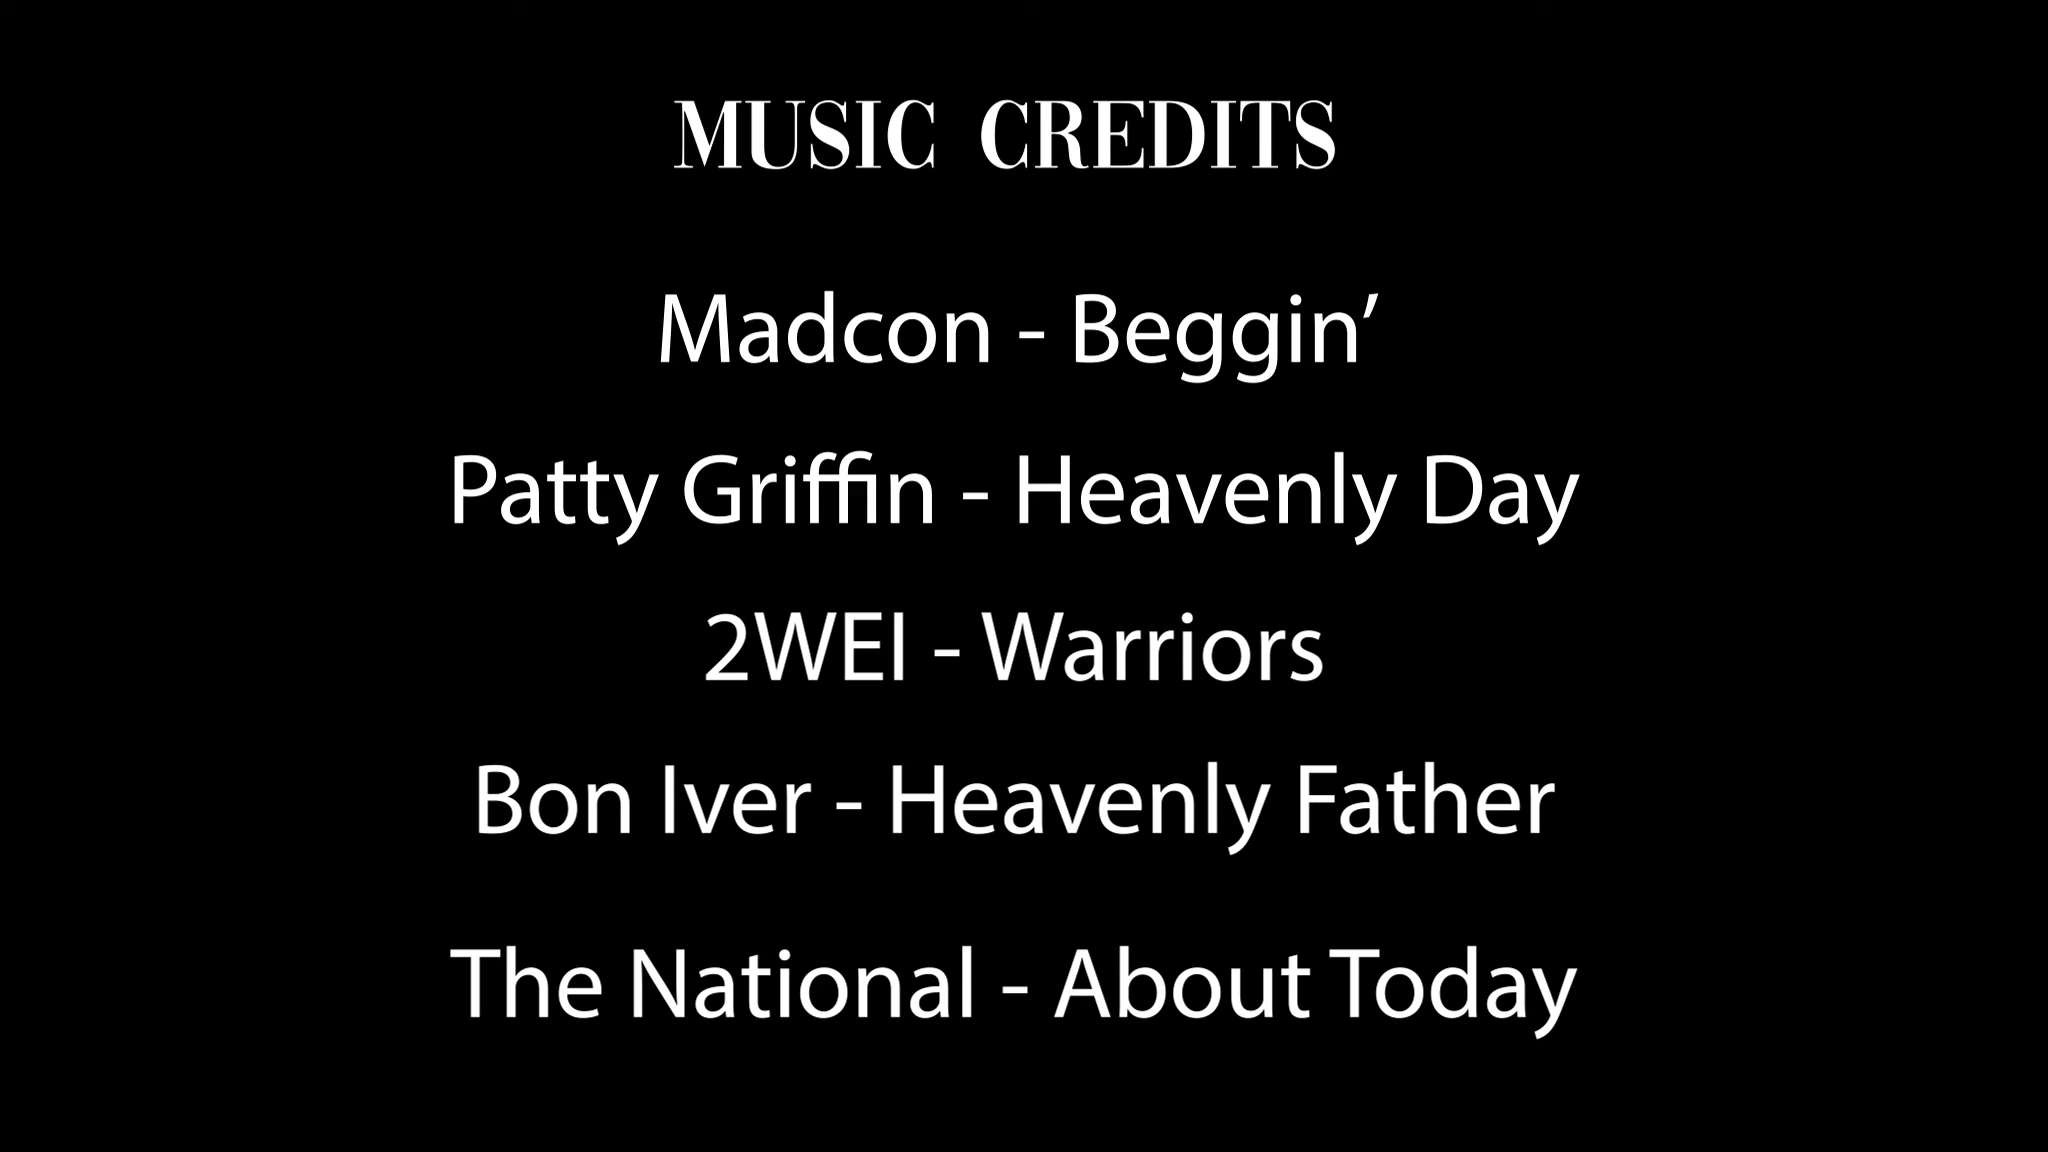 MUSIC CREDITS
Madcon - Beggin’
Patty Griffin - Heavenly Day
2WEI - Warriors
Bon Iver - Heavenly Father
The National - About Today